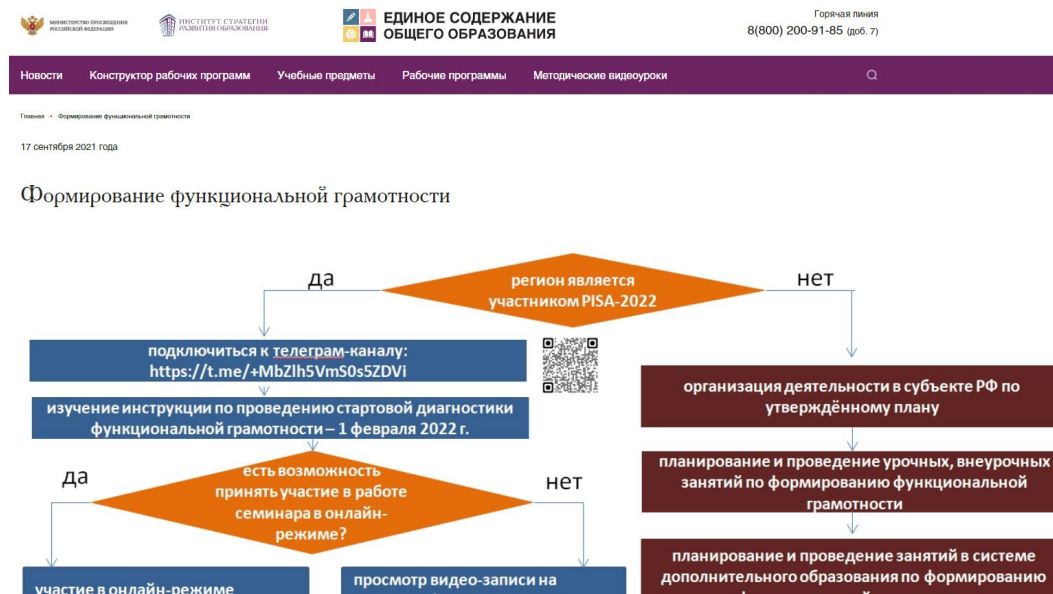 МИНИСТЕРСТВО ПРОСВЕЩЕНИЯ
РОССИЙСКОЙ ФЕДЕРАЦИИ
ИНСТИТУТ СТРАТЕГИИ
РАЗВИТИЯ ОБРАЗОВАНИЯ
ЕДИНОЕ СОДЕРЖАНИЕ
ОБЩЕГО ОБРАЗОВАНИЯ
Горячая линия
8(800) 200-91-85 (доб. 7)
Новости Конструктор рабочих программ Учебные предметы Рабочие программы Методические видеоуроки
Главная • Формирование функциональной грамотности
17 сентября 2021 года
Формирование функциональной грамотности
да
регион является
участником PISA-2022
нет
подключиться к телеграм-каналу:
https://t.me/+MbZlh5VmS0s5ZDVi
изучение инструкции по проведению стартовой диагностики
функциональной грамотности – 1 февраля 2022 г.
организация деятельности в субъекте РФ по
утверждённому плану
да
есть возможность
принять участие в работе
семинара в онлайн-
режиме?
нет
планирование и проведение урочных, внеурочных
занятий по формированию функциональной
грамотности
участие в онлайн-режиме
просмотр видео-записи на
планирование и проведение занятий в системе
дополнительного образования по формированию